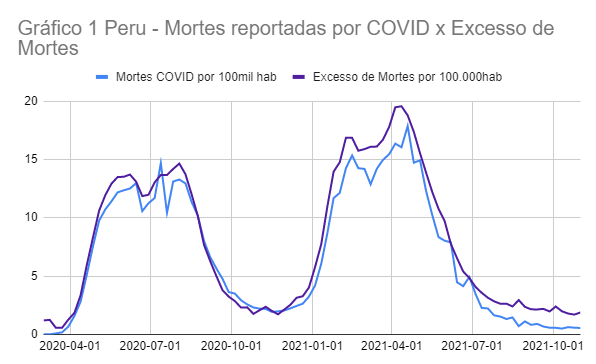 Gráfico 1 Peru - Mortes reportadas por COVID x Excesso de
Mortes
Mortes COVID por 100mil hab Excesso de Mortes por 100.000hab
20
15
10
5
0
2020-04-01 2020-07-01 2020-10-01 2021-01-01 2021-04-01 2021-07-01 2021-10-01